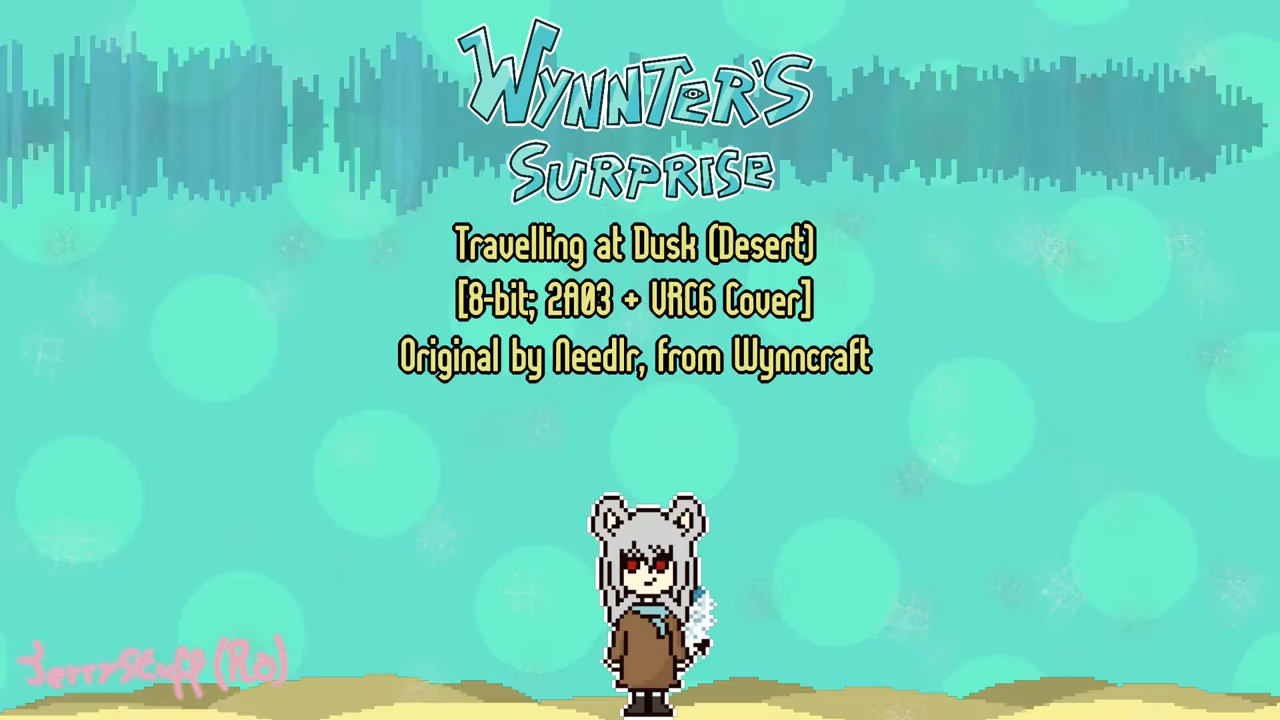 WYNNTER'S
SURPRISE
Travelling at Dusk (Desert)
[8-bit; 2A03 + VRC6 Cover]
Original by Needlr, from Wynncraft